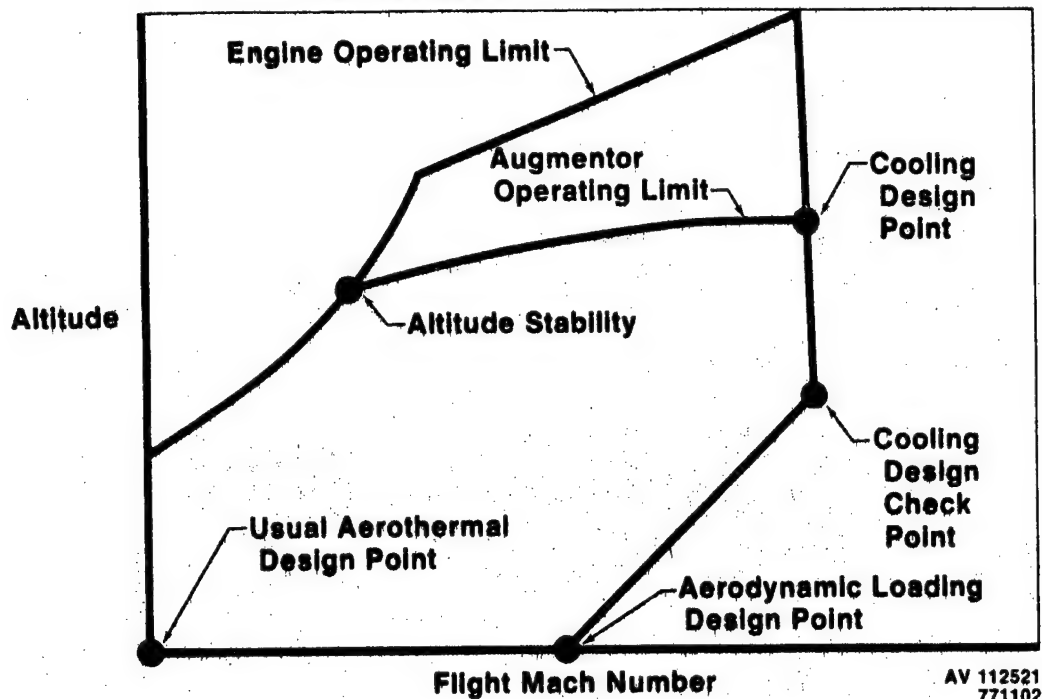 Engine Operating Limit
Augmentor
Operating Limit
Cooling
Design
Point
Altitude
Altitude Stability
Cooling
Design
Check
Point
Usual Aerothermal
Design Point
Aerodynamic Loading
Design Point
Flight Mach Number
AV 112521
771102